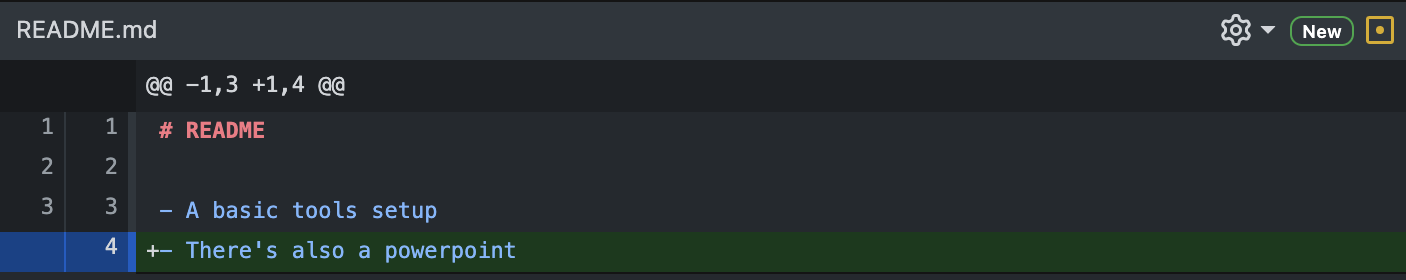 README.md
New
@@ -1,3 +1,4 @@
1 1 # README
2 2
3 3 - A basic tools setup
4 +- There's also a powerpoint